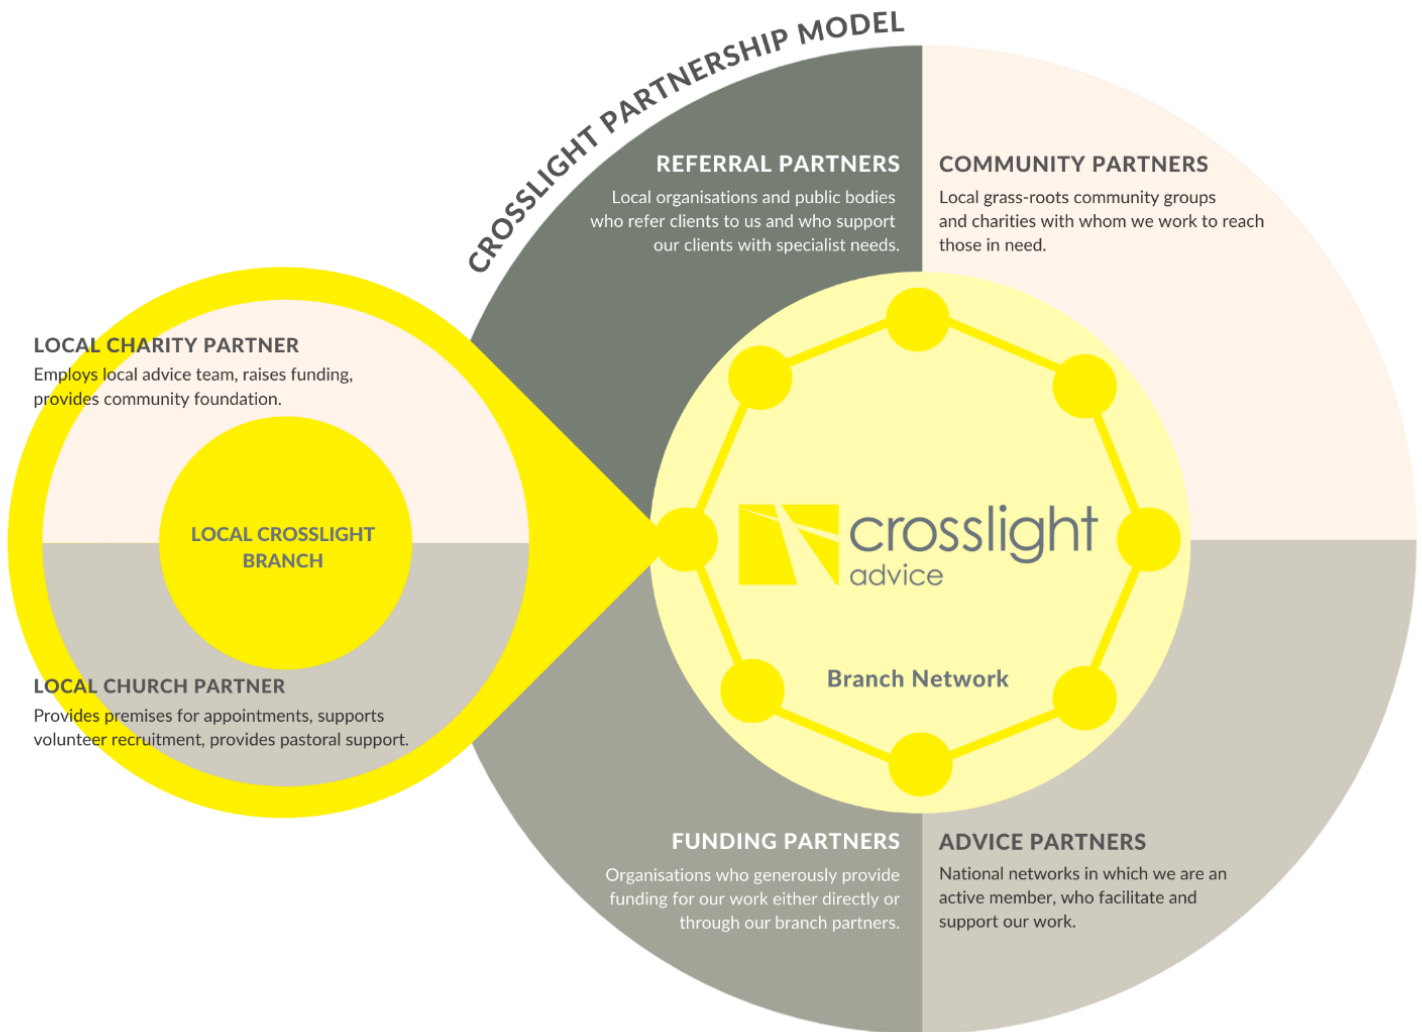 CROSSLIGHT PARTNERSHIP MODEL
REFERRAL PARTNERS
Local organisations and public bodies
who refer clients to us and who support
our clients with specialist needs.
COMMUNITY PARTNERS
Local grass-roots community groups
and charities with whom we work to reach
those in need.
LOCAL CHARITY PARTNER
Employs local advice team, raises funding,
provides community foundation.
LOCAL CROSSLIGHT
BRANCH
LOCAL CHURCH PARTNER
Provides premises for appointments, supports
volunteer recruitment, provides pastoral support.
crosslight
advice
Branch Network
FUNDING PARTNERS
Organisations who generously provide
funding for our work either directly or
through our branch partners.
ADVICE PARTNERS
National networks in which we are an
active member, who facilitate and
support our work.